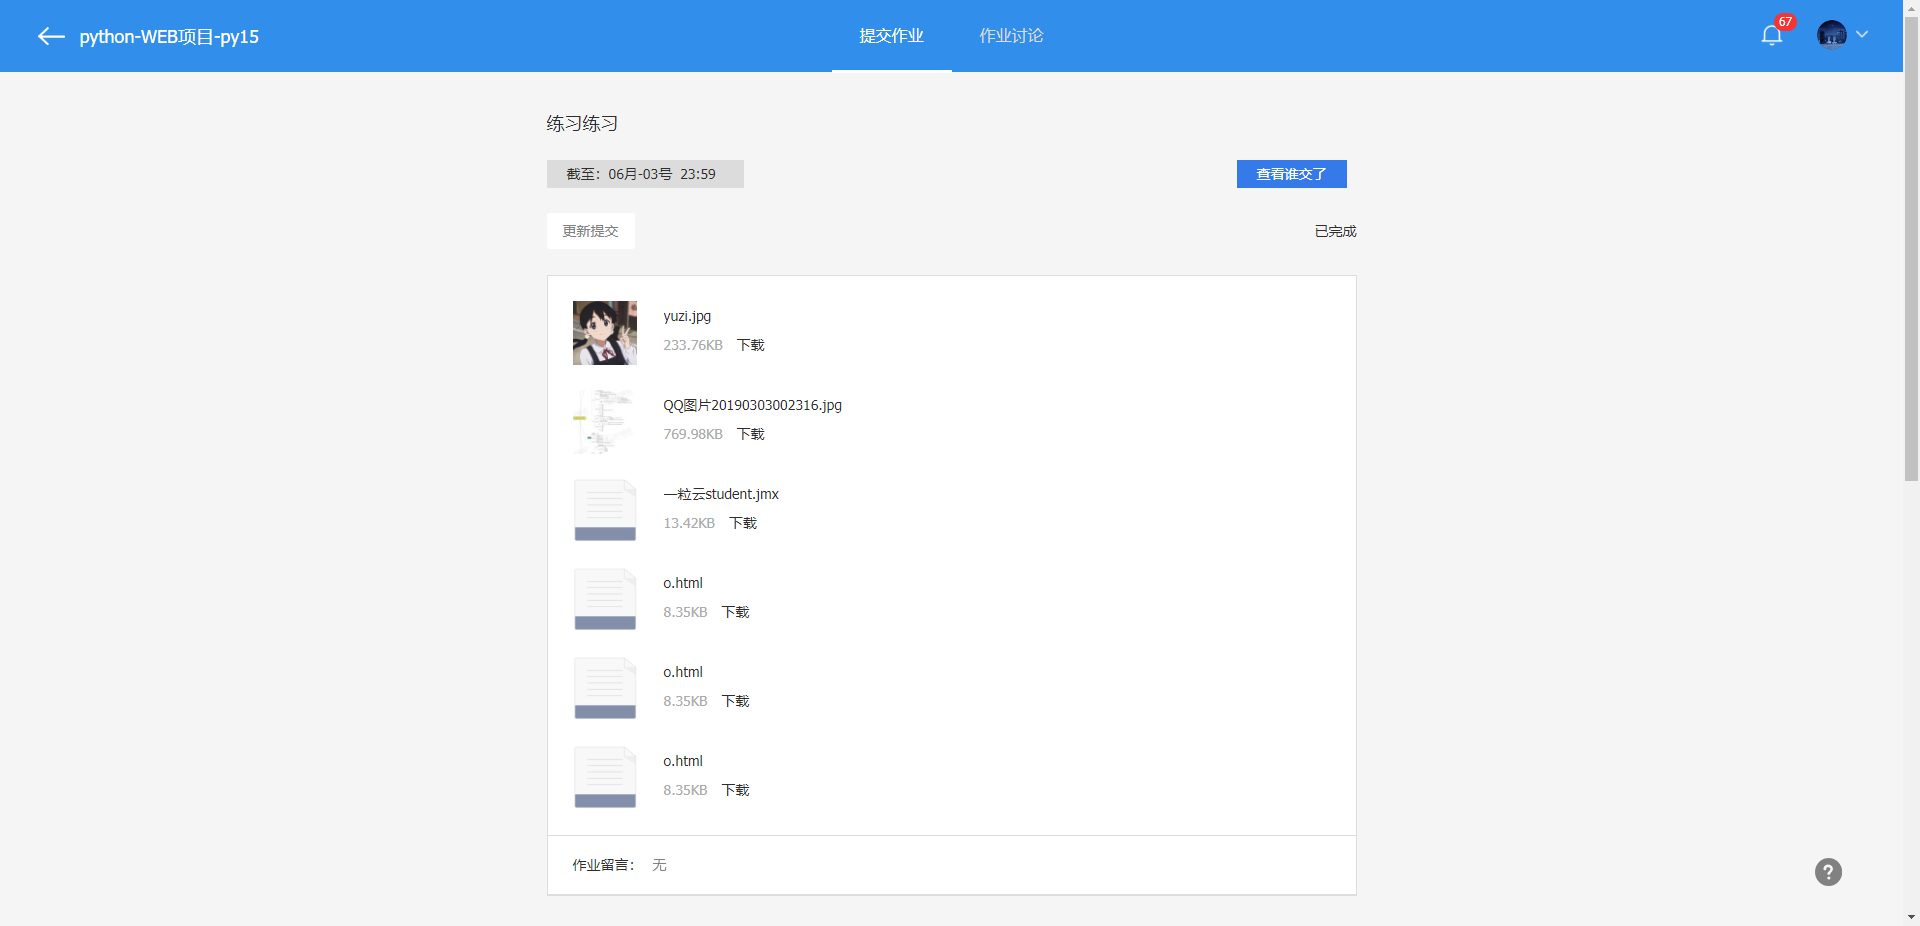 python-WEB项目-py15
提交作业
作业讨论
67
练习练习
截至：06月-03号 23:59
查看谁交了
更新提交
已完成
yuzi.jpg
233.76KB 下载
QQ图片20190303002316.jpg
769.98KB 下载
一粒云student.jmx
13.42KB 下载
o.html
8.35KB 下载
o.html
8.35KB 下载
o.html
8.35KB 下载
作业留言： 无
?